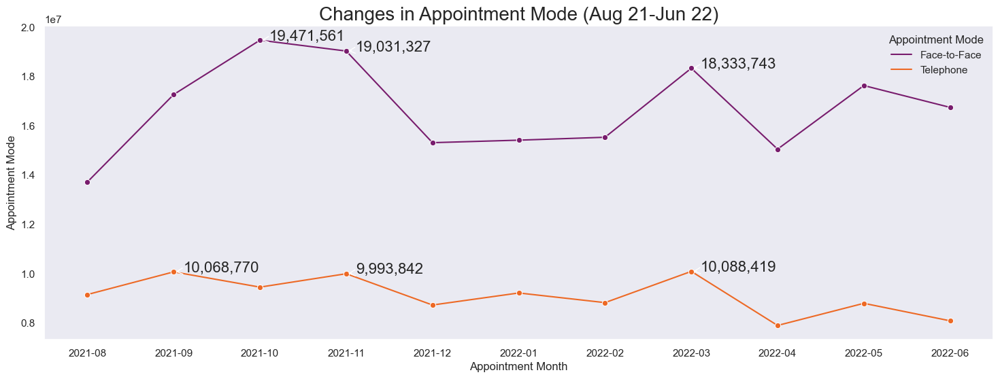 Changes in Appointment Mode (Aug 21-Jun 22)
1e7
2.0
1.8
1.6
1.4
1.2
1.0
0.8
Appointment Mode
19,471,561
19,031,327
18,333,743
10,068,770
9,993,842
10,088,419
Appointment Mode
Face-to-Face
Telephone
2021-08 2021-09 2021-10 2021-11 2021-12 2022-01 2022-02 2022-03 2022-04 2022-05 2022-06
Appointment Month